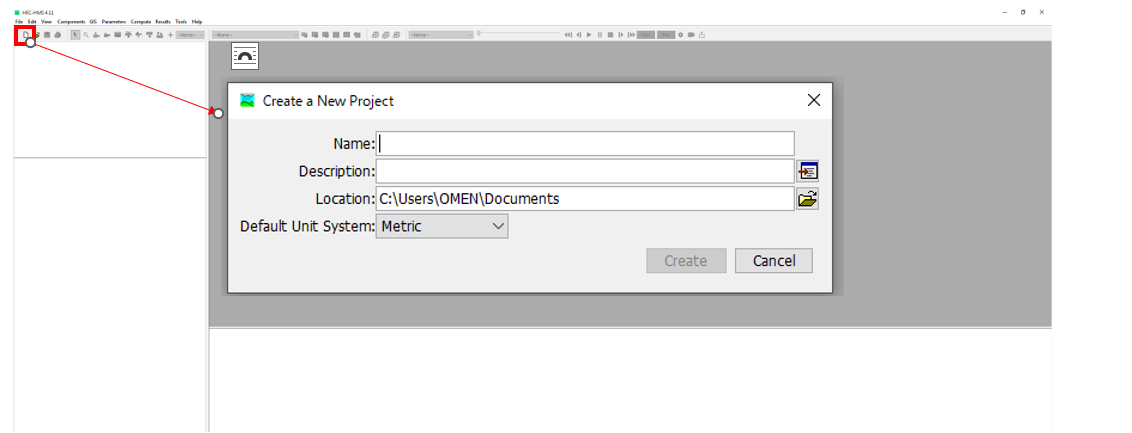 HEC-HMS 4.11
File Edit View Components GIS Parameters Compute Results Tools Help
--None-- --None-- --None--
Create a New Project
Name:
Description:
Location: C:\Users\OMEN\Documents
Default Unit System: Metric
Create Cancel